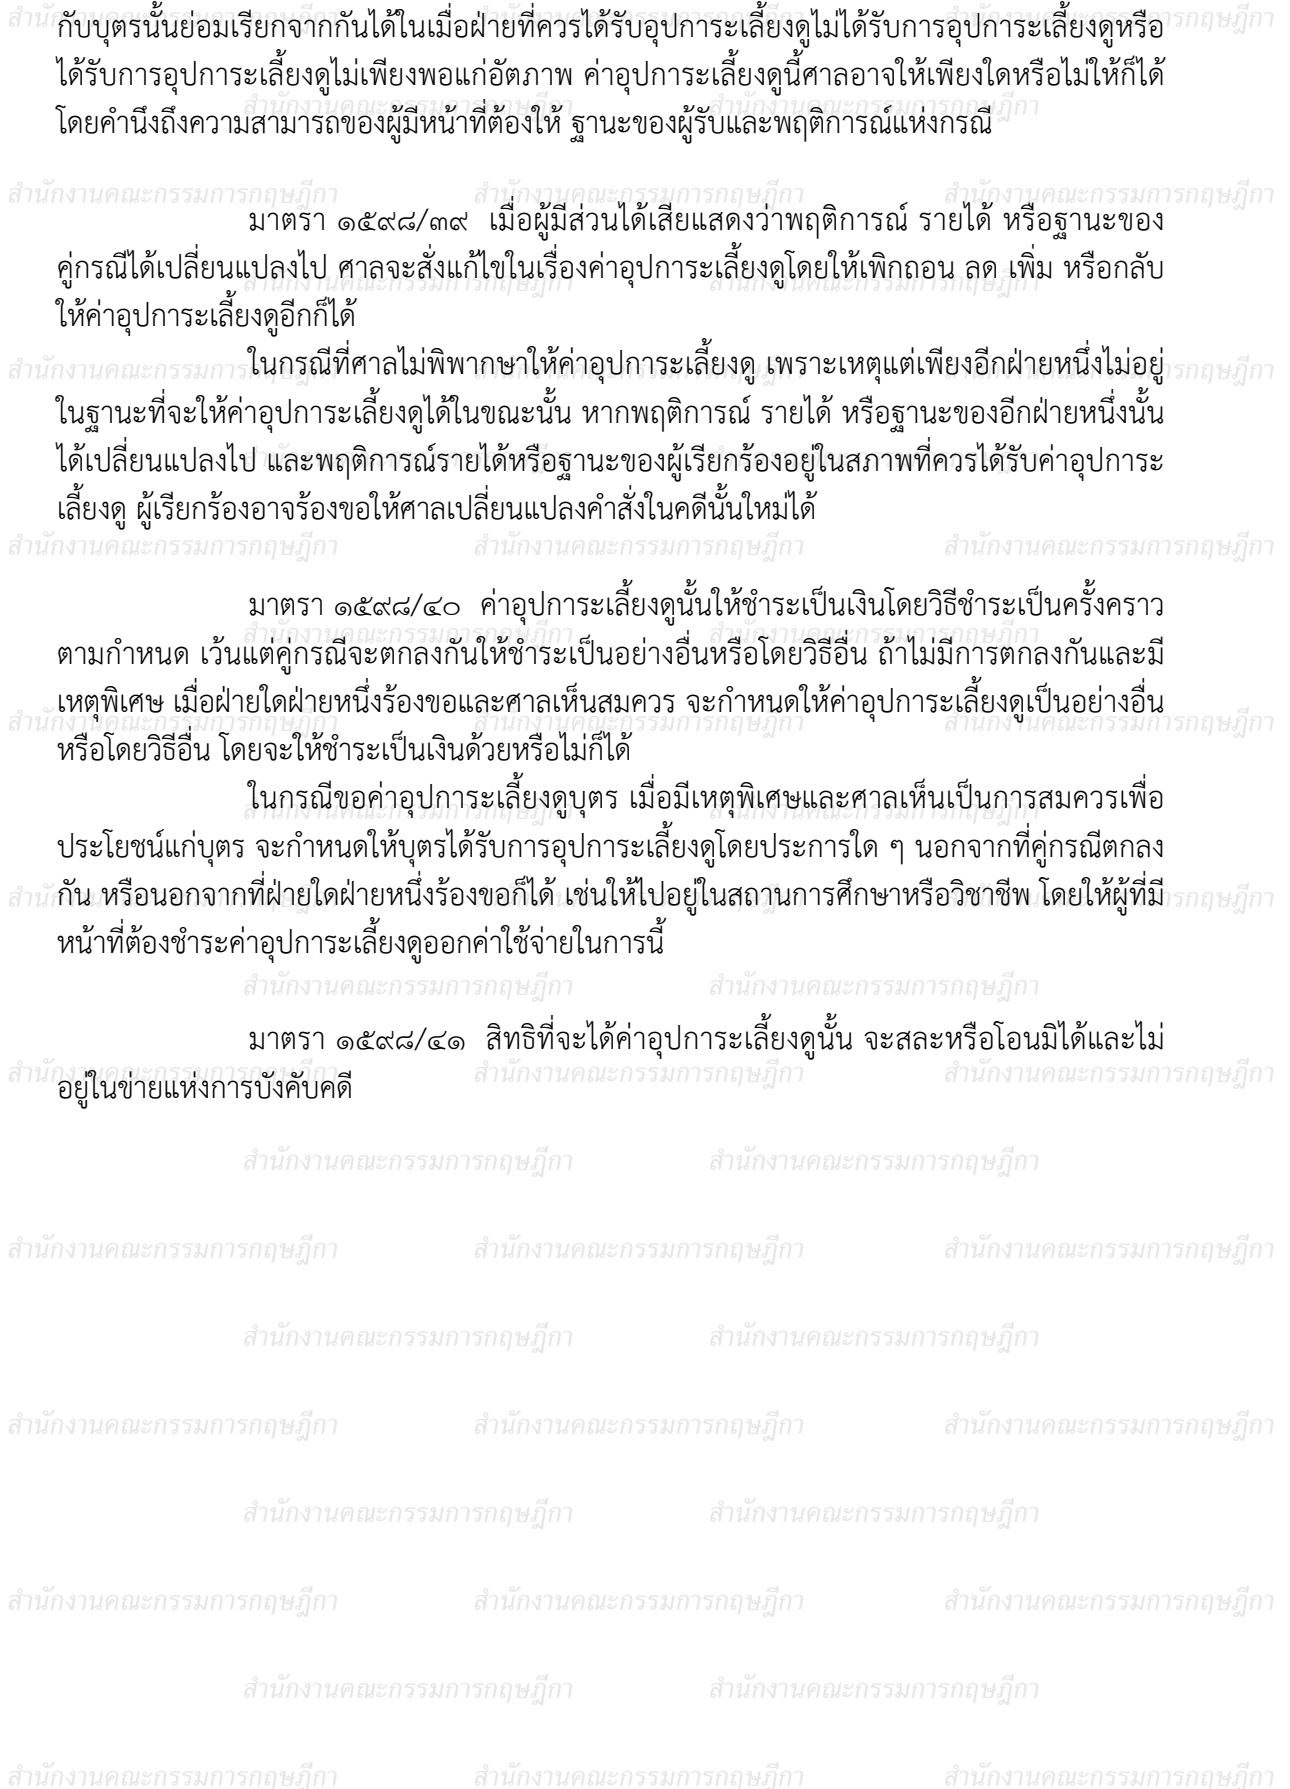 กับบุตรนั้นย่อมเรียกจากกันได้ในเมื่อฝ่ายที่ควรได้รับอุปการะเลี้ยงดูไม่ได้รับการอุปการะเลี้ยงดูหรือ
ได้รับการอุปการะเลี้ยงดูไม่เพียงพอแก่อัตภาพ ค่าอุปการะเลี้ยงดูนี้ศาลอาจให้เพียงใดหรือไม่ให้ก็ได้
โดยคำนึงถึงความสามารถของผู้มีหน้าที่ต้องให้ ฐานะของผู้รับและพฤติการณ์แห่งกรณี
มาตรา ๑๕๙๘/๓๙ เมื่อผู้มีส่วนได้เสียแสดงว่าพฤติการณ์ รายได้ หรือฐานะของ
คู่กรณีได้เปลี่ยนแปลงไป ศาลจะสั่งแก้ไขในเรื่องค่าอุปการะเลี้ยงดูโดยให้เพิกถอน ลด เพิ่ม หรือกลับ
ให้ค่าอุปการะเลี้ยงดูอีกก็ได้
ในกรณีที่ศาลไม่พิพากษาให้ค่าอุปการะเลี้ยงดู เพราะเหตุแต่เพียงอีกฝ่ายหนึ่งไม่อยู่
ในฐานะที่จะให้ค่าอุปการะเลี้ยงดูได้ในขณะนั้น หากพฤติการณ์ รายได้ หรือฐานะของอีกฝ่ายหนึ่งนั้น
ได้เปลี่ยนแปลงไป และพฤติการณ์รายได้หรือฐานะของผู้เรียกร้องอยู่ในสภาพที่ควรได้รับค่าอุปการะ
เลี้ยงดู ผู้เรียกร้องอาจร้องขอให้ศาลเปลี่ยนแปลงคำสั่งในคดีนั้นใหม่ได้
มาตรา ๑๕๙๘/๔๐ ค่าอุปการะเลี้ยงดูนั้นให้ชำระเป็นเงินโดยวิธีชำระเป็นครั้งคราว
ตามกำหนด เว้นแต่คู่กรณีจะตกลงกันให้ชำระเป็นอย่างอื่นหรือโดยวิธีอื่น ถ้าไม่มีการตกลงกันและมี
เหตุพิเศษ เมื่อฝ่ายใดฝ่ายหนึ่งร้องขอและศาลเห็นสมควร จะกำหนดให้ค่าอุปการะเลี้ยงดูเป็นอย่างอื่น
หรือโดยวิธีอื่น โดยจะให้ชำระเป็นเงินด้วยหรือไม่ก็ได้
ในกรณีขอค่าอุปการะเลี้ยงดูบุตร เมื่อมีเหตุพิเศษและศาลเห็นเป็นการสมควรเพื่อ
ประโยชน์แก่บุตร จะกำหนดให้บุตรได้รับการอุปการะเลี้ยงดูโดยประการใด ๆ นอกจากที่คู่กรณีตกลง
กัน หรือนอกจากที่ฝ่ายใดฝ่ายหนึ่งร้องขอก็ได้ เช่นให้ไปอยู่ในสถานการศึกษาหรือวิชาชีพ โดยให้ผู้ที่มี
หน้าที่ต้องชำระค่าอุปการะเลี้ยงดูออกค่าใช้จ่ายในการนี้
มาตรา ๑๕๙๘/๔๑ สิทธิที่จะได้ค่าอุปการะเลี้ยงดูนั้น จะสละหรือโอนมิได้และไม่
อยู่ในข่ายแห่งการบังคับคดี